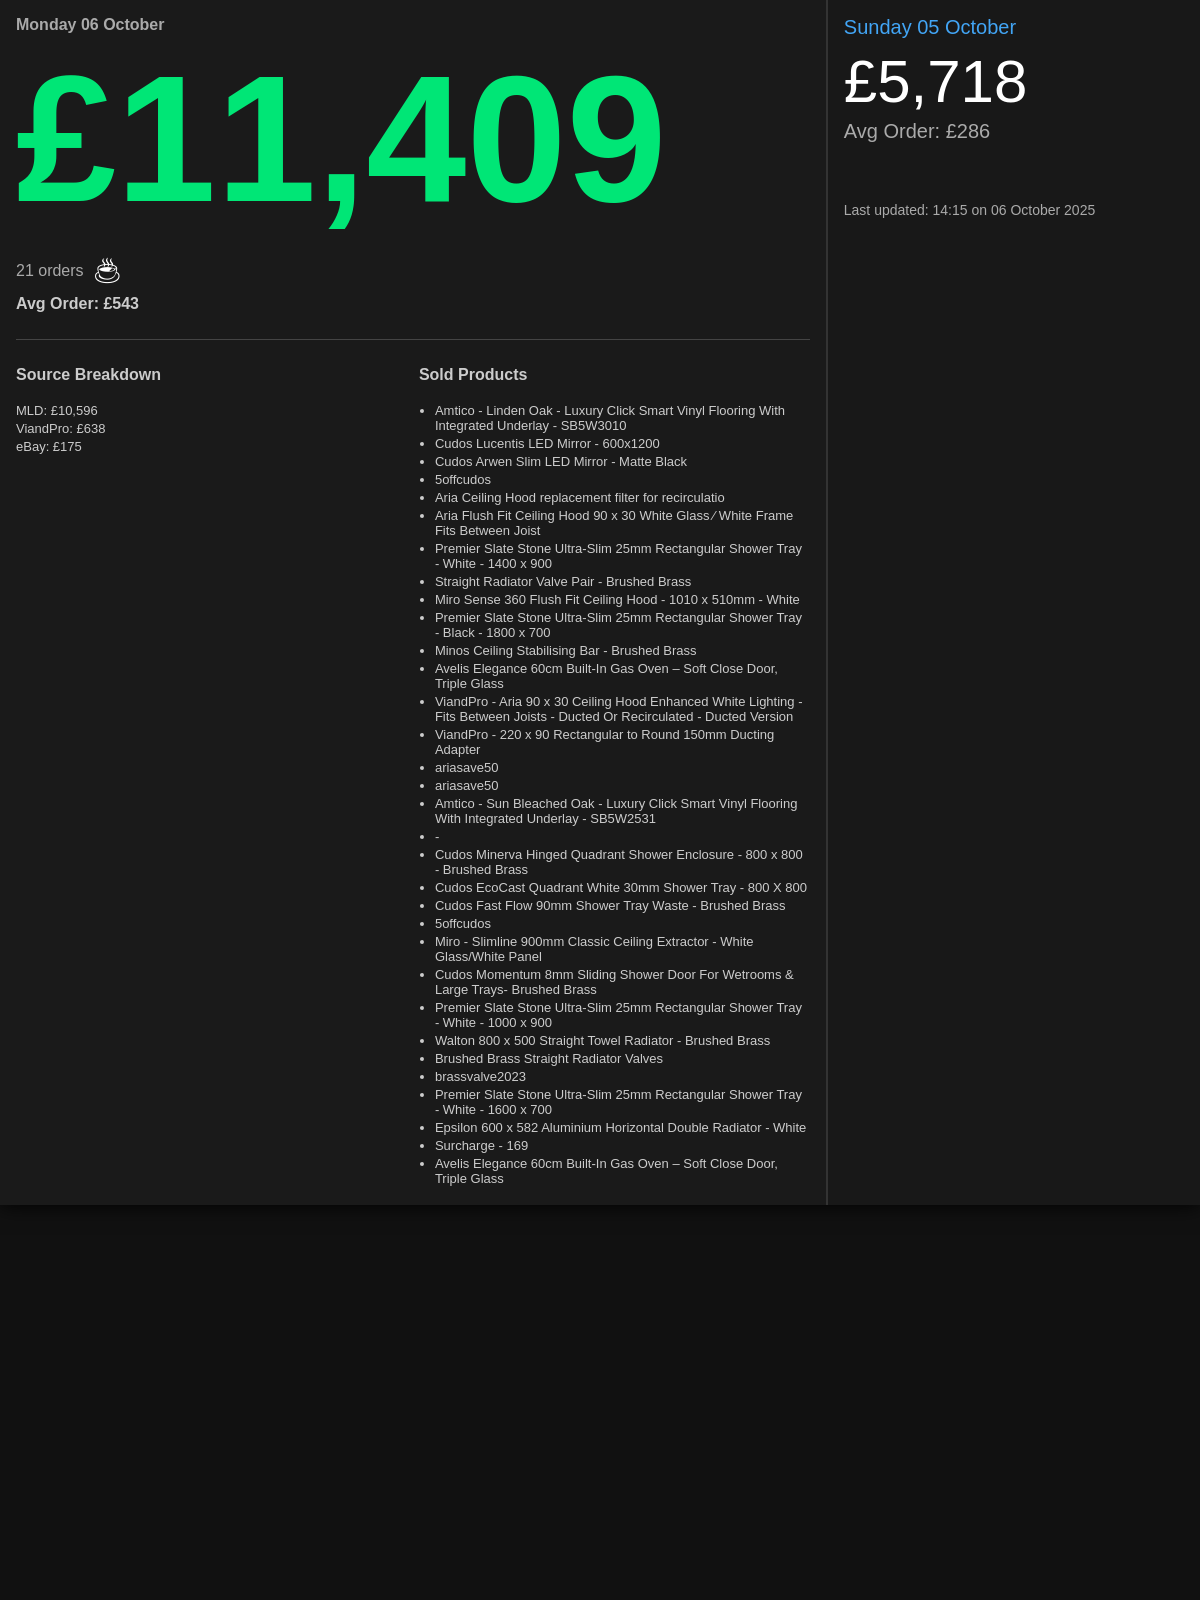 Monday 06 October
£11,409
21 orders ☕
Avg Order: £543
Source Breakdown
MLD: £10,596
ViandPro: £638
eBay: £175
Sold Products
• Amtico - Linden Oak - Luxury Click Smart Vinyl Flooring With
Integrated Underlay - SB5W3010
• Cudos Lucentis LED Mirror - 600x1200
• Cudos Arwen Slim LED Mirror - Matte Black
• 5offcudos
• Aria Ceiling Hood replacement filter for recirculatio
• Aria Flush Fit Ceiling Hood 90 x 30 White Glass ⁄ White Frame
Fits Between Joist
• Premier Slate Stone Ultra-Slim 25mm Rectangular Shower Tray
- White - 1400 x 900
• Straight Radiator Valve Pair - Brushed Brass
• Miro Sense 360 Flush Fit Ceiling Hood - 1010 x 510mm - White
• Premier Slate Stone Ultra-Slim 25mm Rectangular Shower Tray
- Black - 1800 x 700
• Minos Ceiling Stabilising Bar - Brushed Brass
• Avelis Elegance 60cm Built-In Gas Oven – Soft Close Door,
Triple Glass
• ViandPro - Aria 90 x 30 Ceiling Hood Enhanced White Lighting -
Fits Between Joists - Ducted Or Recirculated - Ducted Version
• ViandPro - 220 x 90 Rectangular to Round 150mm Ducting
Adapter
• ariasave50
• ariasave50
• Amtico - Sun Bleached Oak - Luxury Click Smart Vinyl Flooring
With Integrated Underlay - SB5W2531
• -
• Cudos Minerva Hinged Quadrant Shower Enclosure - 800 x 800
- Brushed Brass
• Cudos EcoCast Quadrant White 30mm Shower Tray - 800 X 800
• Cudos Fast Flow 90mm Shower Tray Waste - Brushed Brass
• 5offcudos
• Miro - Slimline 900mm Classic Ceiling Extractor - White
Glass/White Panel
• Cudos Momentum 8mm Sliding Shower Door For Wetrooms &
Large Trays- Brushed Brass
• Premier Slate Stone Ultra-Slim 25mm Rectangular Shower Tray
- White - 1000 x 900
• Walton 800 x 500 Straight Towel Radiator - Brushed Brass
• Brushed Brass Straight Radiator Valves
• brassvalve2023
• Premier Slate Stone Ultra-Slim 25mm Rectangular Shower Tray
- White - 1600 x 700
• Epsilon 600 x 582 Aluminium Horizontal Double Radiator - White
• Surcharge - 169
• Avelis Elegance 60cm Built-In Gas Oven – Soft Close Door,
Triple Glass
Sunday 05 October
£5,718
Avg Order: £286
Last updated: 14:15 on 06 October 2025